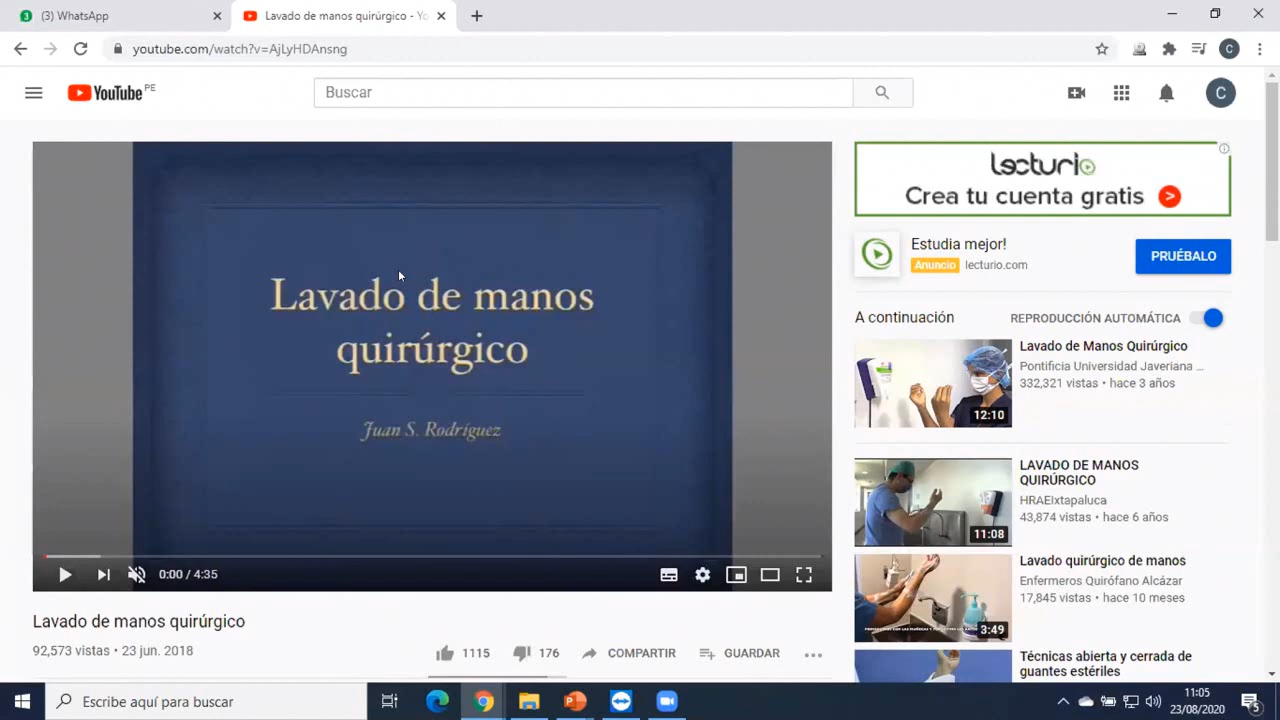 (3) WhatsApp
Lavado de manos quirúrgico - Yo
youtube.com/watch?v=AjLyHDAnsng
C
YouTube PE
Buscar
C
Lavado de manos
quirúrgico
Juan S. Rodríguez
0:00 / 4:35
Lavado de manos quirúrgico
92,573 vistas • 23 jun. 2018
1115
176
COMPARTIR
GUARDAR
lecturio
Crea tu cuenta gratis
Estudia mejor!
Anuncio lecturio.com
PRUÉBALO
A continuación
REPRODUCCIÓN AUTOMÁTICA
Lavado de Manos Quirúrgico
Pontificia Universidad Javeriana ...
332,321 vistas • hace 3 años
12:10
LAVADO DE MANOS
QUIRÚRGICO
HRAEIxtapaluca
43,874 vistas • hace 6 años
11:08
Lavado quirúrgico de manos
Enfermeros Quirófano Alcázar
17,845 vistas • hace 10 meses
3:49
Técnicas abierta y cerrada de
guantes estériles
Escribe aquí para buscar
11:05
23/08/2020
5